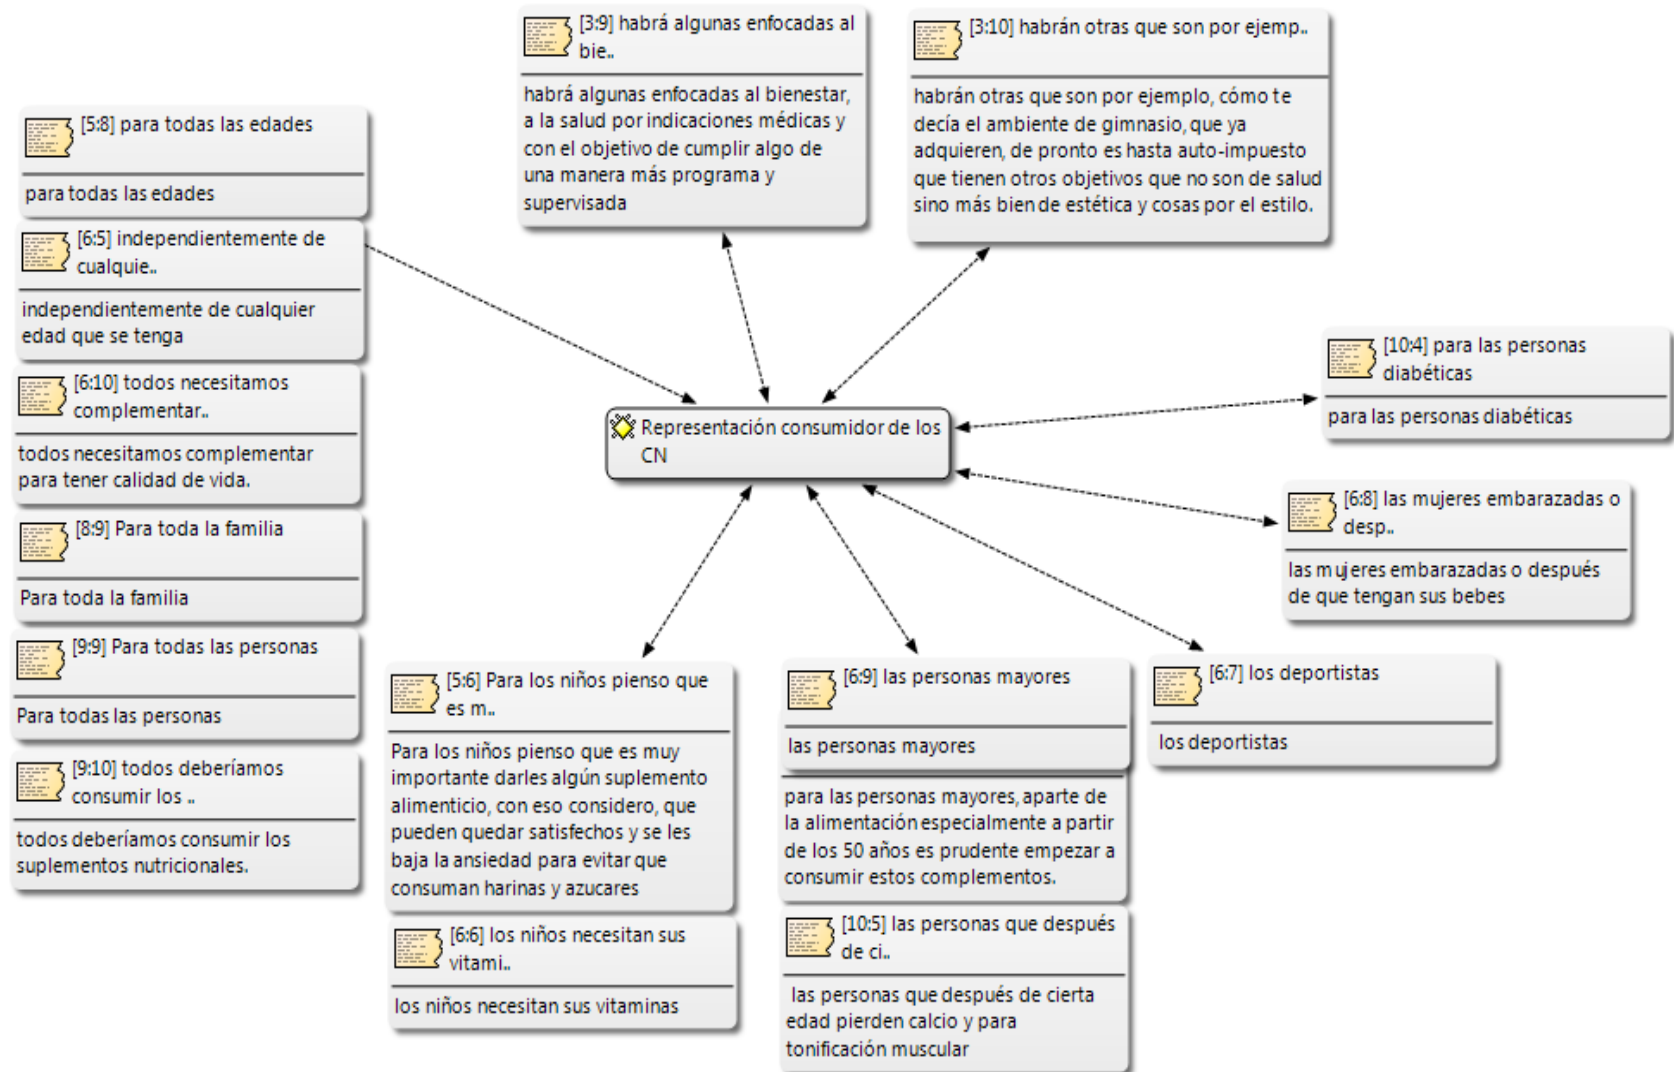 [3:9] habrá algunas enfocadas al
bie..
habrá algunas enfocadas al bienestar,
a la salud por indicaciones médicas y
con el objetivo de cumplir algo de
una manera más programa y
supervisada
[3:10] habrán otras que son por ejemp..
habrán otras que son por ejemplo, cómo te
decía el ambiente de gimnasio, que ya
adquieren, de pronto es hasta auto-impuesto
que tienen otros objetivos que no son de salud
sino más bien de estética y cosas por el estilo.
[5:8] para todas las edades
para todas las edades
[6:5] independientemente de
cualquie..
independientemente de cualquier
edad que se tenga
[6:10] todos necesitamos
complementar..
todos necesitamos complementar
para tener calidad de vida.
[8:9] Para toda la familia
Para toda la familia
[9:9] Para todas las personas
Para todas las personas
[9:10] todos deberíamos
consumir los ..
todos deberíamos consumir los
suplementos nutricionales.
Representación consumidor de los
CN
[10:4] para las personas
diabéticas
para las personas diabéticas
[6:8] las mujeres embarazadas o
desp..
las mujeres embarazadas o después
de que tengan sus bebes
[6:7] los deportistas
los deportistas
[5:6] Para los niños pienso que
es m..
Para los niños pienso que es muy
importante darles algún suplemento
alimenticio, con eso considero, que
pueden quedar satisfechos y se les
baja la ansiedad para evitar que
consuman harinas y azucares
[6:6] los niños necesitan sus
vitami..
los niños necesitan sus vitaminas
[6:9] las personas mayores
las personas mayores
para las personas mayores, aparte de
la alimentación especialmente a partir
de los 50 años es prudente empezar a
consumir estos complementos.
[10:5] las personas que después
de ci..
las personas que después de cierta
edad pierden calcio y para
tonificación muscular